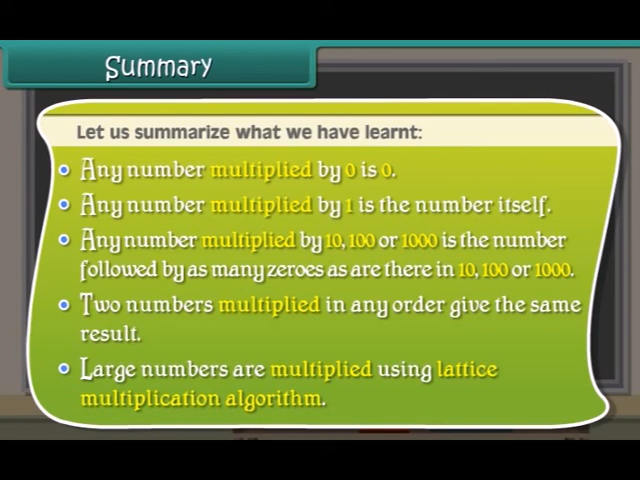 Summary
Let us summarize what we have learnt:
Any number multiplied by 0 is 0.
Any number multiplied by 1 is the number itself.
Any number multiplied by 10, 100 or 1000 is the number
followed by as many zeroes as are there in 10, 100 or 1000.
Two numbers multiplied in any order give the same
result.
Large numbers are multiplied using lattice
multiplication algorithm.